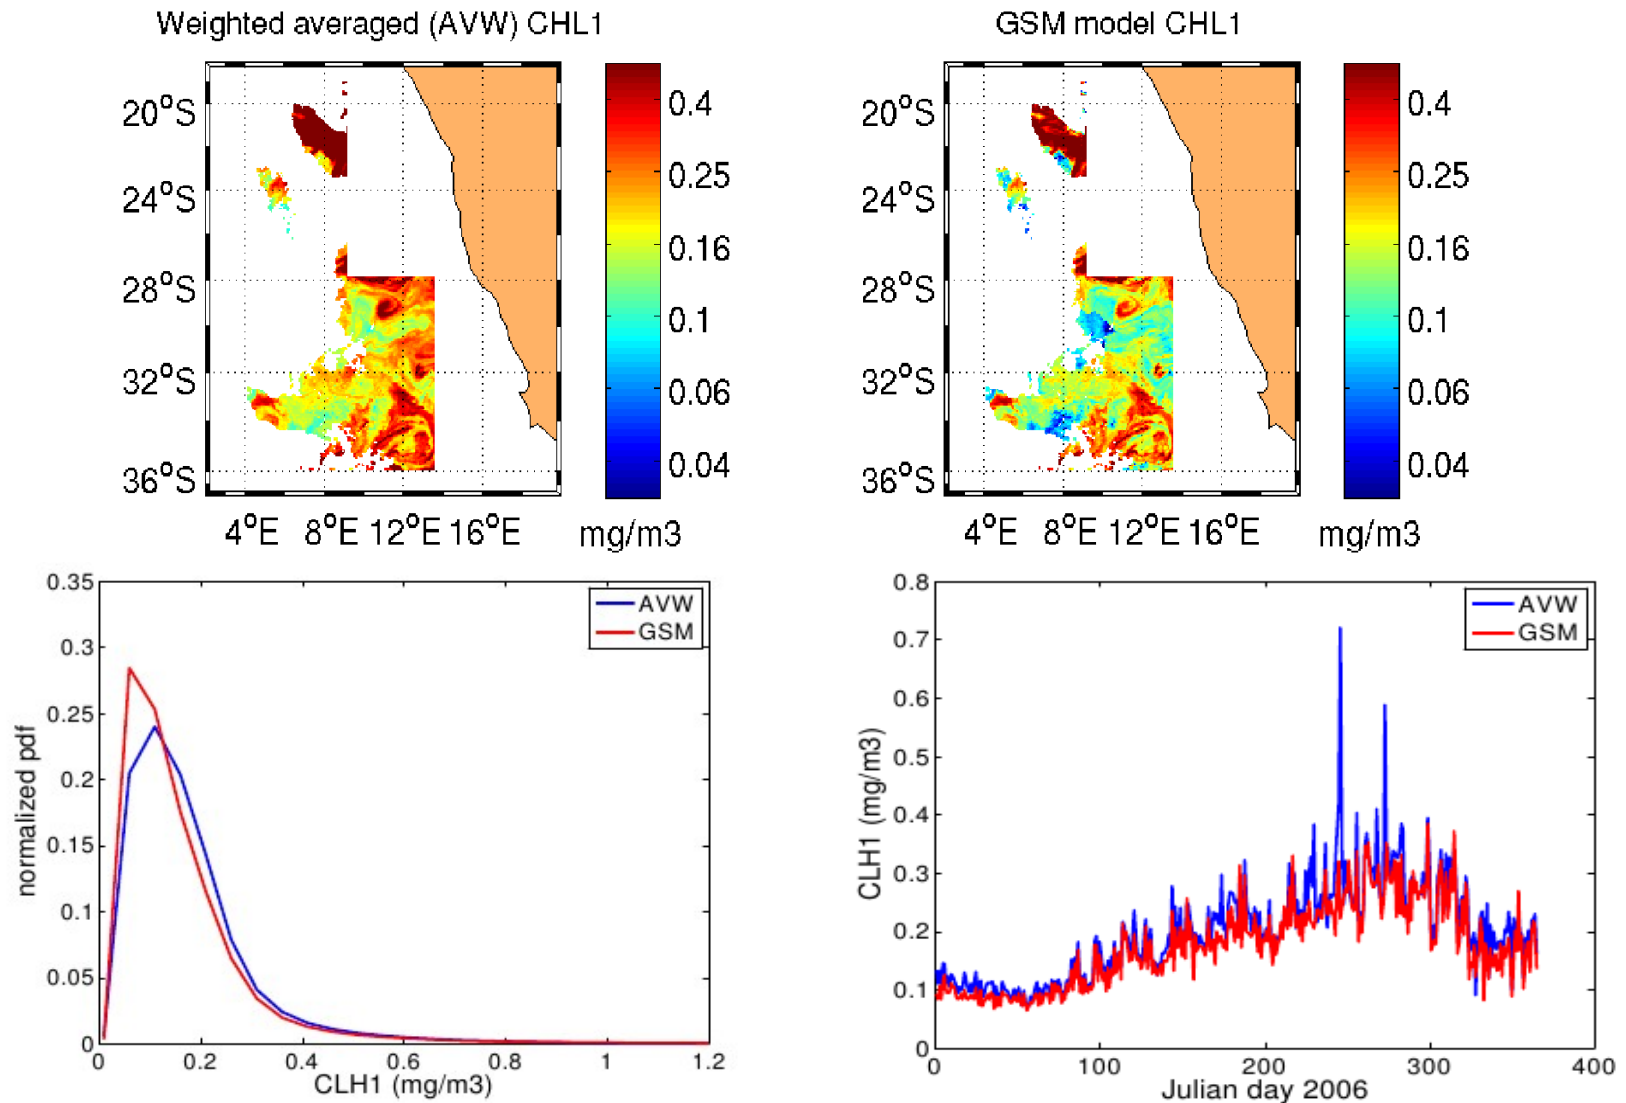 Weighted averaged (AVW) CHL1
GSM model CHL1
20°S
24°S
28°S
32°S
36°S
4°E 8°E 12°E 16°E
0.4
0.25
0.16
0.1
0.06
0.04
mg/m3
20°S
24°S
28°S
32°S
36°S
4°E 8°E 12°E 16°E
0.4
0.25
0.16
0.1
0.06
0.04
mg/m3
0.35
0.3
0.25
0.2
0.15
0.1
0.05
0
normalized pdf
AVW
GSM
0 0.2 0.4 0.6 0.8 1 1.2
CLH1 (mg/m3)
0.8
0.7
0.6
0.5
0.4
0.3
0.2
0.1
0
CLH1 (mg/m3)
AVW
GSM
0 100 200 300 400
Julian day 2006